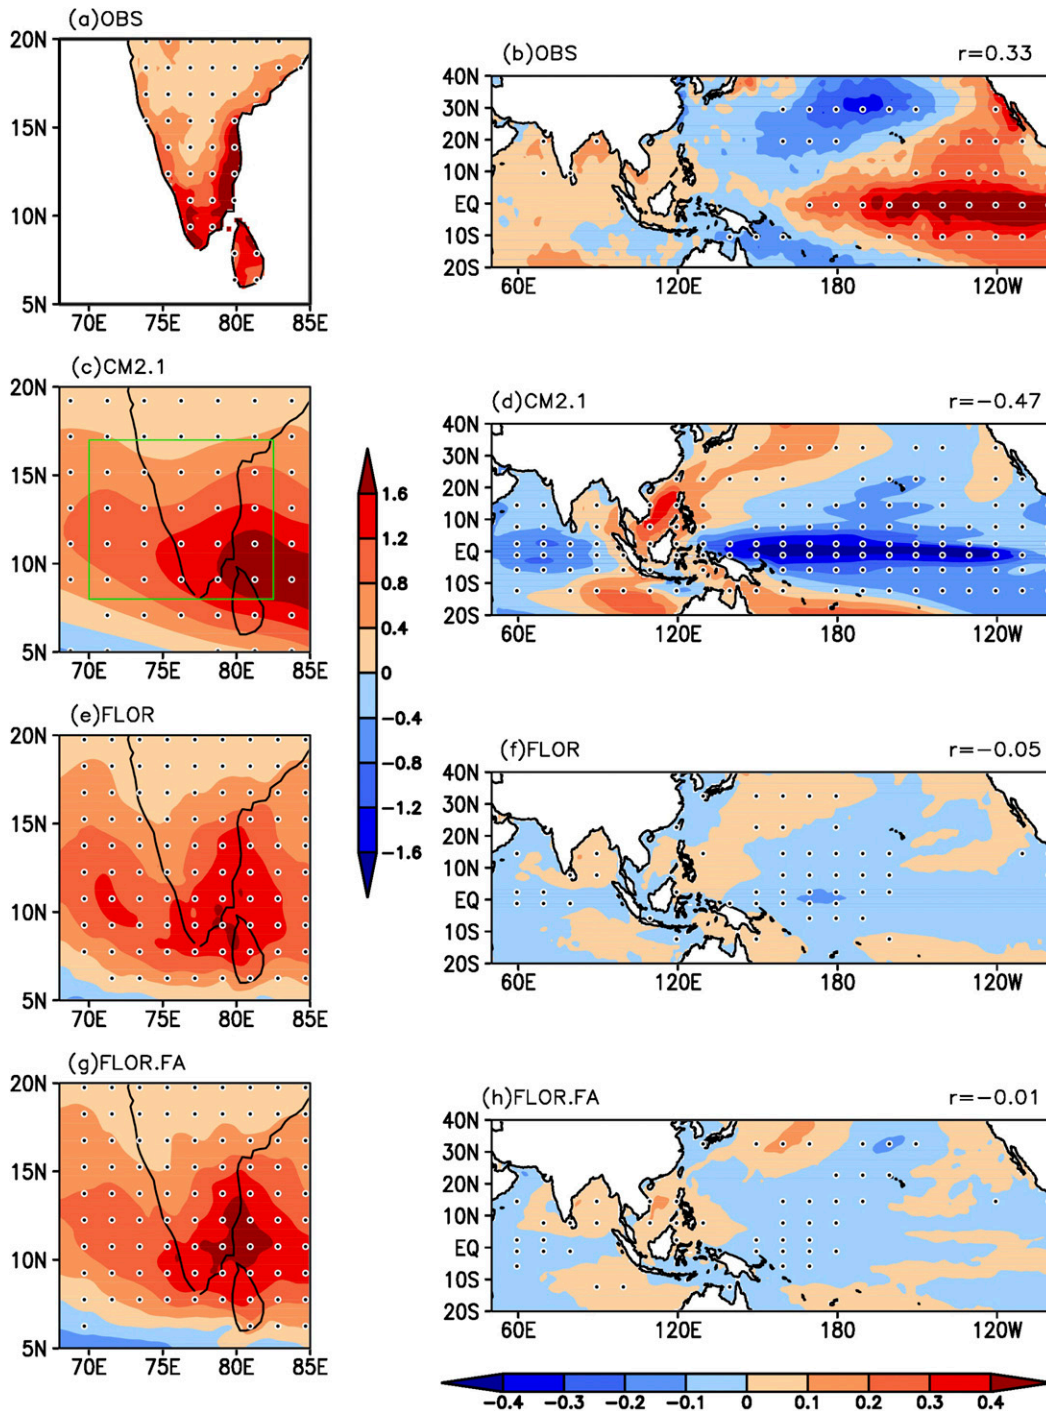 (a)OBS
20N
15N
10N
5N
70E 75E 80E 85E
(b)OBS r=0.33
40N
30N
20N
10N
EQ
10S
20S
60E 120E 180 120W
(c)CM2.1
20N
15N
10N
5N
70E 75E 80E 85E
1.6
1.2
0.8
0.4
0
-0.4
-0.8
-1.2
-1.6
(d)CM2.1 r=-0.47
40N
30N
20N
10N
EQ
10S
20S
60E 120E 180 120W
(e)FLOR
20N
15N
10N
5N
70E 75E 80E 85E
(f)FLOR r=-0.05
40N
30N
20N
10N
EQ
10S
20S
60E 120E 180 120W
(g)FLOR.FA
20N
15N
10N
5N
70E 75E 80E 85E
(h)FLOR.FA r=-0.01
40N
30N
20N
10N
EQ
10S
20S
60E 120E 180 120W
-0.4 -0.3 -0.2 -0.1 0 0.1 0.2 0.3 0.4